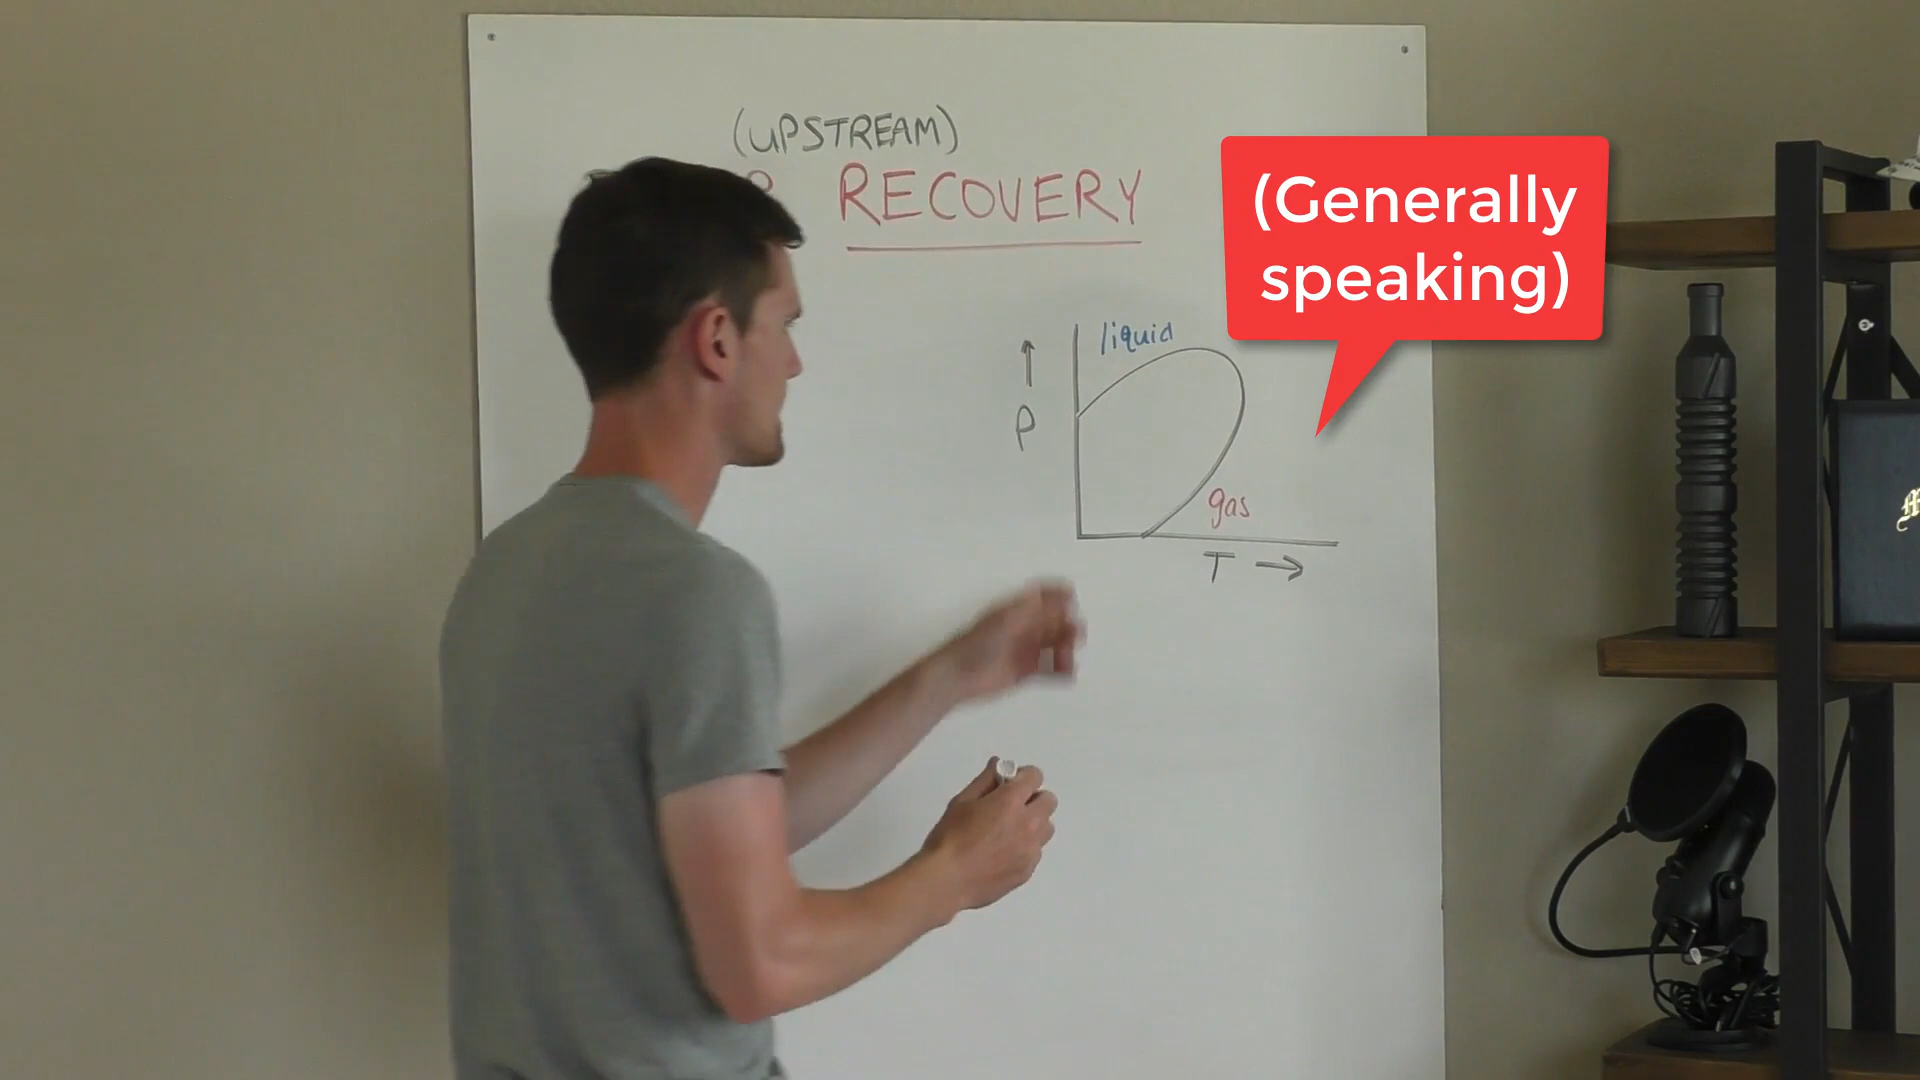 (UPSTREAM)
RECOVERY
(Generally
speaking)
liquid
P
gas
T →